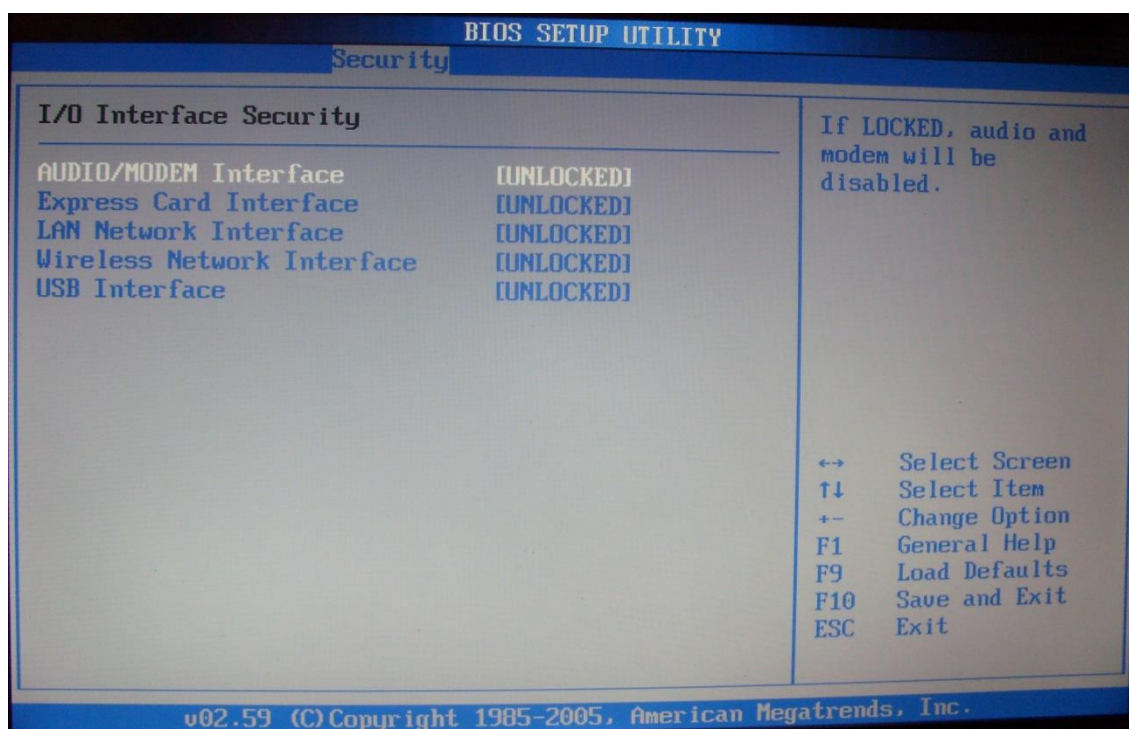 BIOS SETUP UTILITY
Security
I/O Interface Security
AUDIO/MODEM Interface [UNLOCKED]
Express Card Interface [UNLOCKED]
LAN Network Interface [UNLOCKED]
Wireless Network Interface [UNLOCKED]
USB Interface [UNLOCKED]
If LOCKED, audio and
modem will be
disabled.
←→ Select Screen
↑↓ Select Item
+- Change Option
F1 General Help
F9 Load Defaults
F10 Save and Exit
ESC Exit
v02.59 (C)Copyright 1985-2005, American Megatrends, Inc.